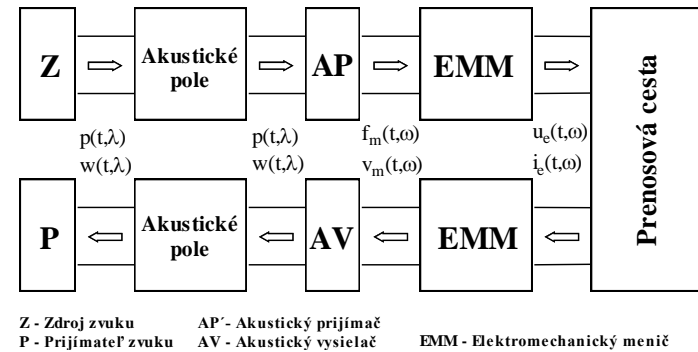 Z
Akustické
pole
AP
EMM
Prenosová cesta
p(t,λ)
w(t,λ)
p(t,λ)
w(t,λ)
f_m(t,ω)
v_m(t,ω)
u_e(t,ω)
i_e(t,ω)
P
Akustické
pole
AV
EMM
Z - Zdroj zvuku
AP´- Akustický prijímač
P - Prijímateľ zvuku
AV - Akustický vysielač
EMM - Elektromechanický menič